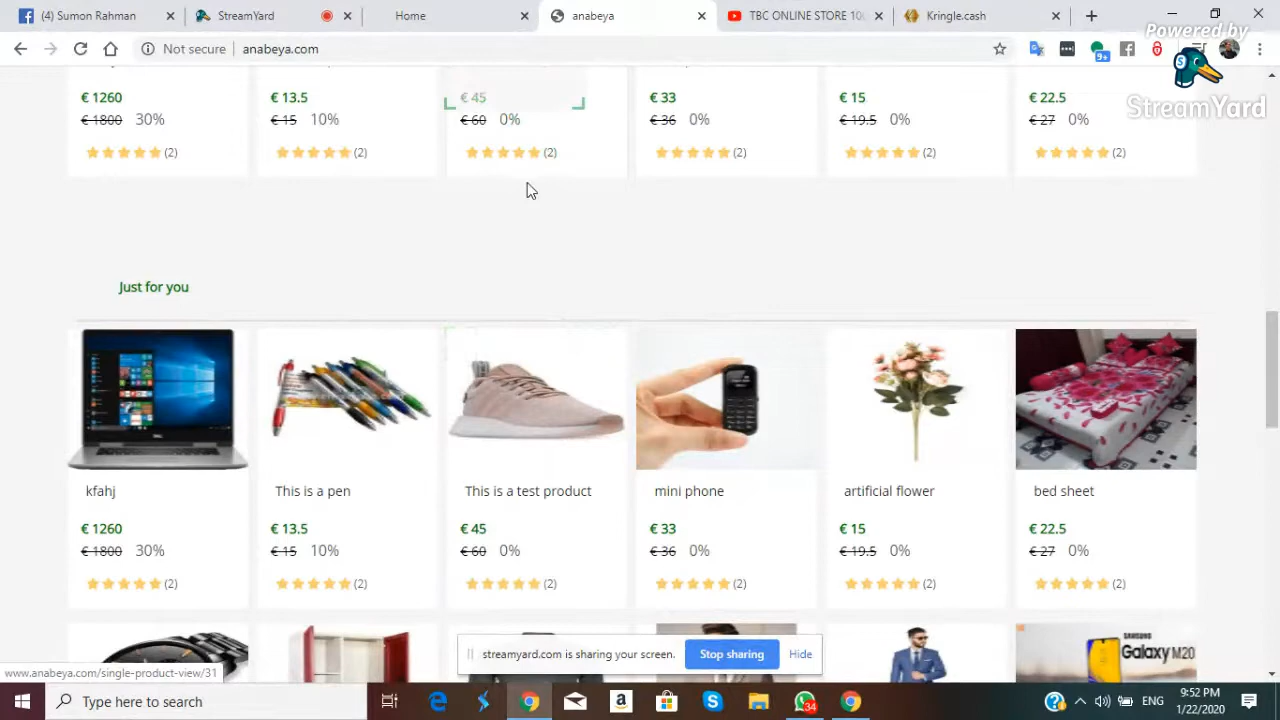 (4) Sumon Rahman
StreamYard
Home
anabeya
TBC ONLINE STORE
Kringle.cash
Powered by
StreamYard
Not secure
anabeya.com
9+
€ 1260
€ 13.5
€ 45
€ 33
€ 15
€ 22.5
€ 1800 30%
€ 15 10%
€ 60 0%
€ 36 0%
€ 19.5 0%
€ 27 0%
(2)
(2)
(2)
(2)
(2)
(2)
Just for you
kfahj
This is a pen
This is a test product
mini phone
artificial flower
bed sheet
€ 1260
€ 13.5
€ 45
€ 33
€ 15
€ 22.5
€ 1800 30%
€ 15 10%
€ 60 0%
€ 36 0%
€ 19.5 0%
€ 27 0%
(2)
(2)
(2)
(2)
(2)
(2)
SAMSUNG
Galaxy M20
streamyard.com is sharing your screen.
Stop sharing
Hide
www.anabeya.com/single-product-view/31
Type here to search
34
ENG
9:52 PM
1/22/2020